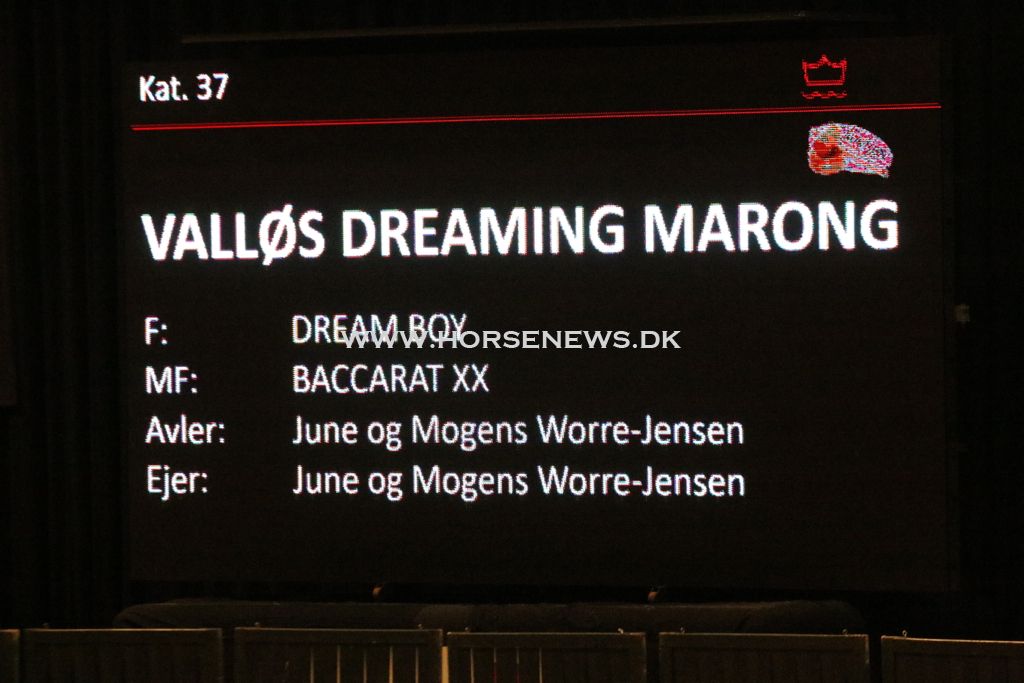 Kat. 37
VALLØS DREAMING MARONG
F: DREAM BOY
WWW.HORSENEWS.DK
MF: BACCARAT XX
Avler: June og Mogens Worre-Jensen
Ejer: June og Mogens Worre-Jensen